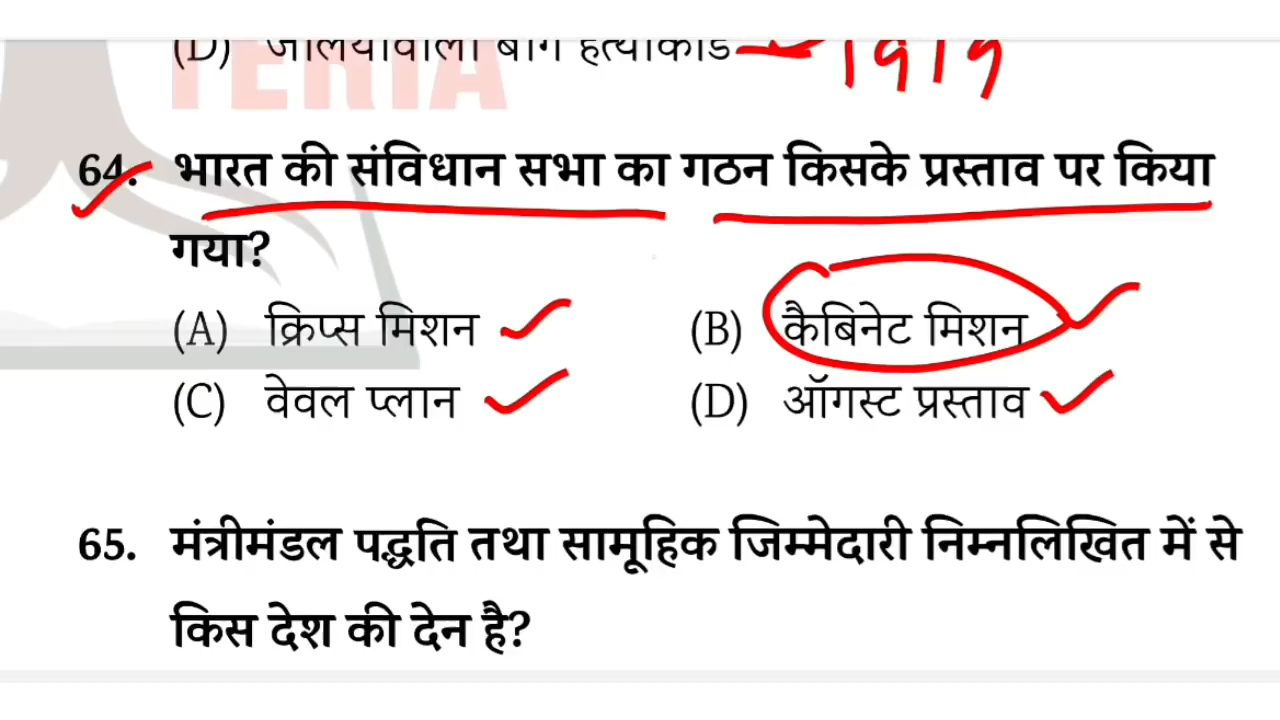 (D) जलियांवाला बाग हत्याकांड 1919
TERIA
64. भारत की संविधान सभा का गठन किसके प्रस्ताव पर किया
गया?
(A) क्रिप्स मिशन (B) कैबिनेट मिशन
(C) वेवल प्लान (D) ऑगस्ट प्रस्ताव
65. मंत्रीमंडल पद्धति तथा सामूहिक जिम्मेदारी निम्नलिखित में से
किस देश की देन है?